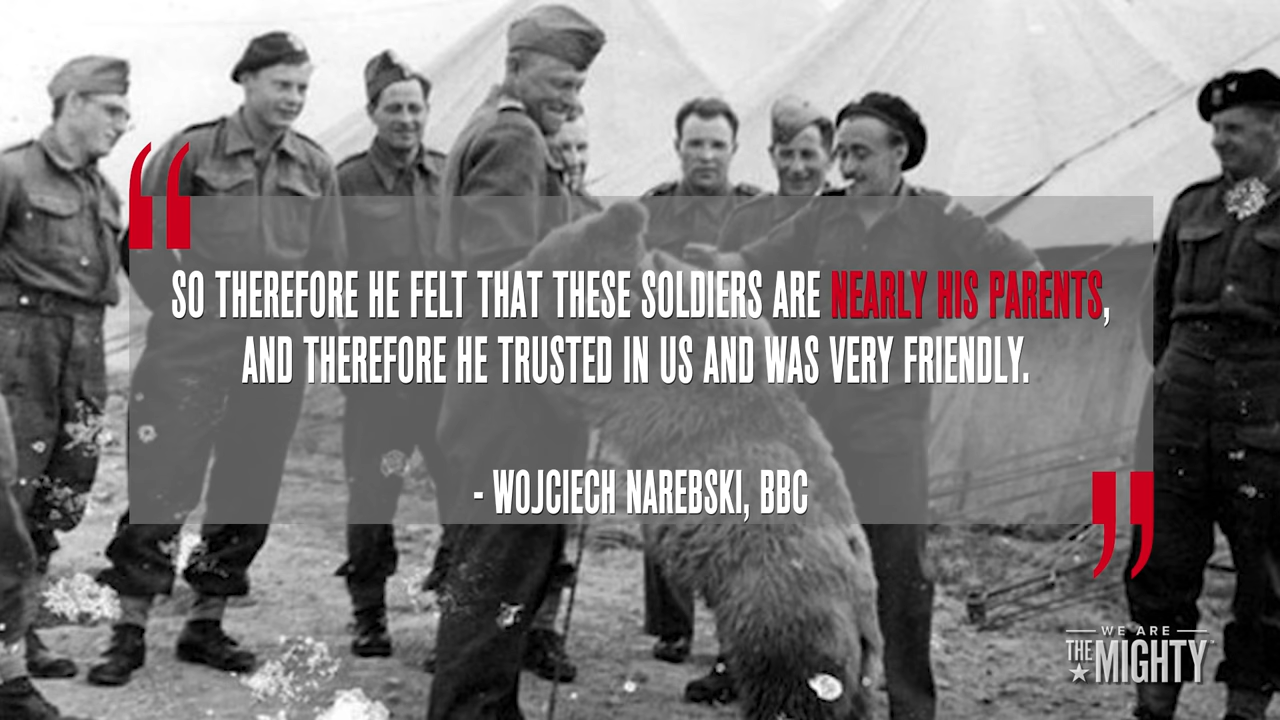 “
SO THEREFORE HE FELT THAT THESE SOLDIERS ARE NEARLY HIS PARENTS,
AND THEREFORE HE TRUSTED IN US AND WAS VERY FRIENDLY.
- WOJCIECH NAREBSKI, BBC
”
WE ARE
THE MIGHTY